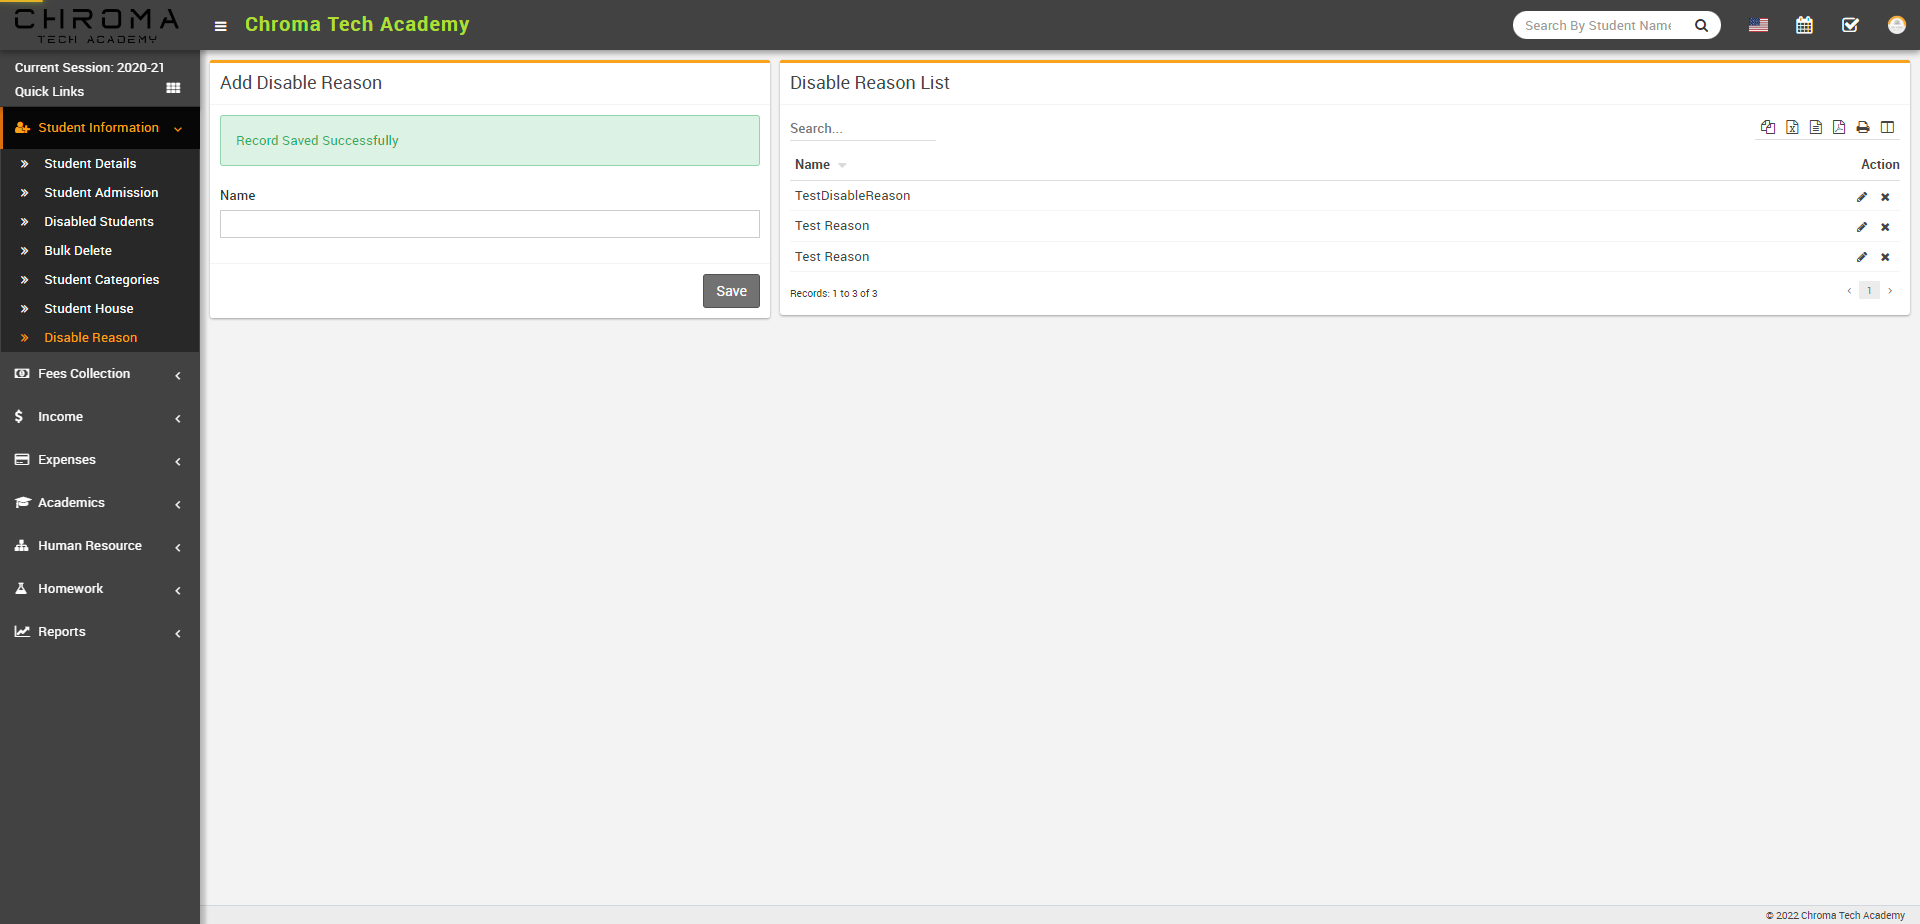 CHROMA
TECH ACADEMY
Chroma Tech Academy
Search By Student Name
Current Session: 2020-21
Quick Links
Student Information
Student Details
Student Admission
Disabled Students
Bulk Delete
Student Categories
Student House
Disable Reason
Fees Collection
Income
Expenses
Academics
Human Resource
Homework
Reports
Add Disable Reason
Record Saved Successfully
Name
Save
Disable Reason List
Search...
Name Action
TestDisableReason
Test Reason
Test Reason
Records: 1 to 3 of 3
1
© 2022 Chroma Tech Academy